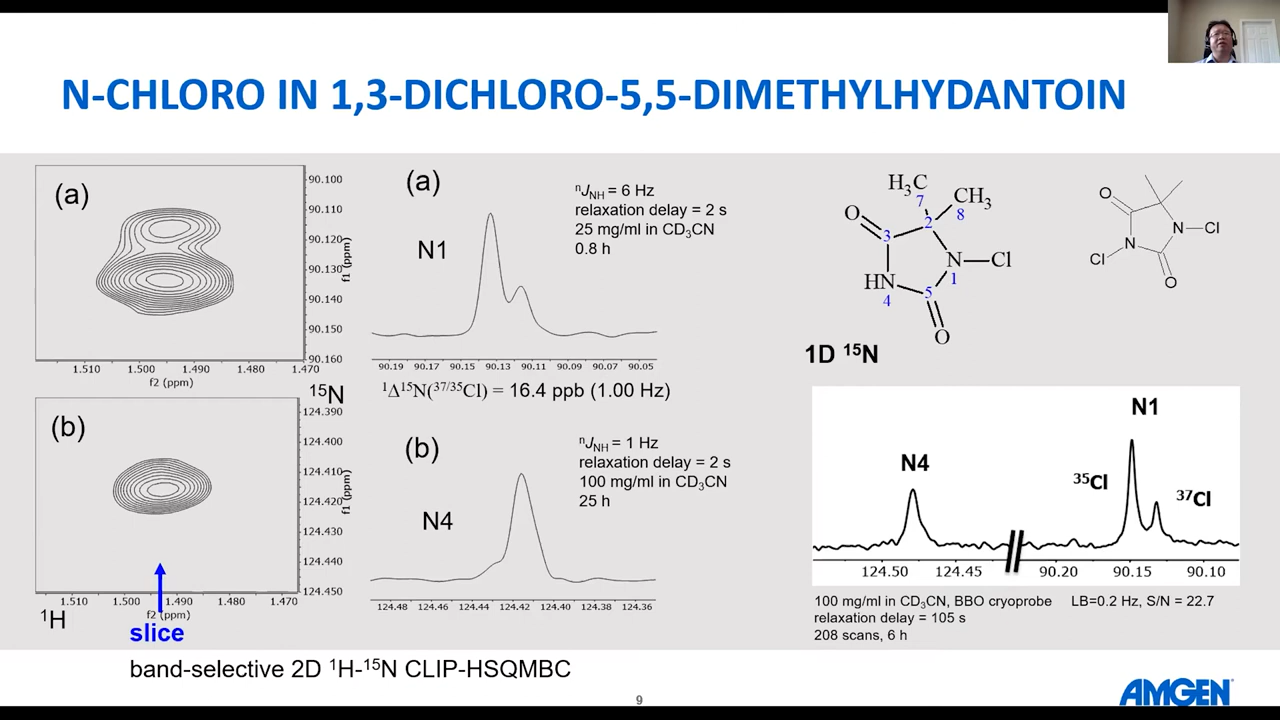 N-CHLORO IN 1,3-DICHLORO-5,5-DIMETHYLHYDANTOIN
(a)
90.100
90.110
90.120
90.130
90.140
90.150
90.160
f1 (ppm)
1.510 1.500 1.490 1.480 1.470
f2 (ppm)
(a)
N1
ⁿJNH = 6 Hz
relaxation delay = 2 s
25 mg/ml in CD₃CN
0.8 h
90.19 90.17 90.15 90.13 90.11 90.09 90.07 90.05
¹Δ¹⁵N(³⁷/³⁵Cl) = 16.4 ppb (1.00 Hz)
¹⁵N
(b)
124.390
124.400
124.410
124.420
124.430
124.440
124.450
f1 (ppm)
1.510 1.500 1.490 1.480 1.470
f2 (ppm)
¹H
slice
(b)
N4
ⁿJNH = 1 Hz
relaxation delay = 2 s
100 mg/ml in CD₃CN
25 h
124.48 124.46 124.44 124.42 124.40 124.38 124.36
band-selective 2D ¹H-¹⁵N CLIP-HSQMBC
H₃C
7
CH₃
8
O
2
3
N
Cl
1
HN
4
5
O
O
N
Cl
N
Cl
O
1D ¹⁵N
N1
N4
³⁵Cl
³⁷Cl
124.50 124.45 90.20 90.15 90.10
100 mg/ml in CD₃CN, BBO cryoprobe LB=0.2 Hz, S/N = 22.7
relaxation delay = 105 s
208 scans, 6 h
9
AMGEN®